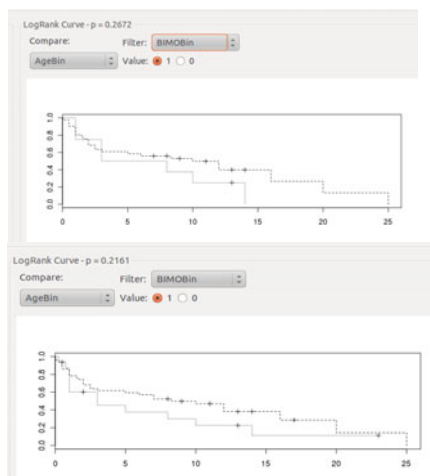 LogRank Curve - p = 0.2672
Compare: Filter: BIMOBin
AgeBin Value: 1 0
1.0
0.8
0.6
0.4
0.2
0.0
0 5 10 15 20 25
LogRank Curve - p = 0.2161
Compare: Filter: BIMOBin
AgeBin Value: 1 0
1.0
0.8
0.6
0.4
0.2
0.0
0 5 10 15 20 25